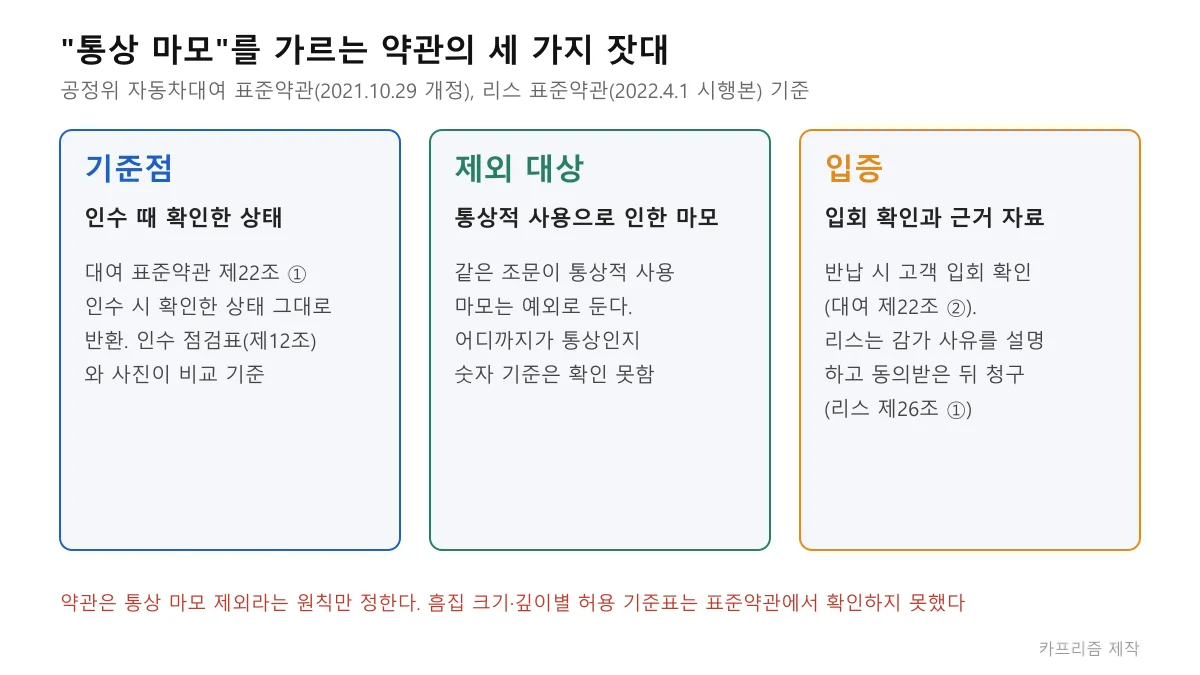 "통상 마모"를 가르는 약관의 세 가지 잣대
공정위 자동차대여 표준약관(2021.10.29 개정), 리스 표준약관(2022.4.1 시행본) 기준
기준점
인수 때 확인한 상태
대여 표준약관 제22조 ①
인수 시 확인한 상태 그대로
반환. 인수 점검표(제12조)
와 사진이 비교 기준
제외 대상
통상적 사용으로 인한 마모
같은 조문이 통상적 사용
마모는 예외로 둔다.
어디까지가 통상인지
숫자 기준은 확인 못함
입증
입회 확인과 근거 자료
반납 시 고객 입회 확인
(대여 제22조 ②).
리스는 감가 사유를 설명
하고 동의받은 뒤 청구
(리스 제26조 ①)
약관은 통상 마모 제외라는 원칙만 정한다. 흠집 크기·깊이별 허용 기준표는 표준약관에서 확인하지 못했다
카프리즘 제작